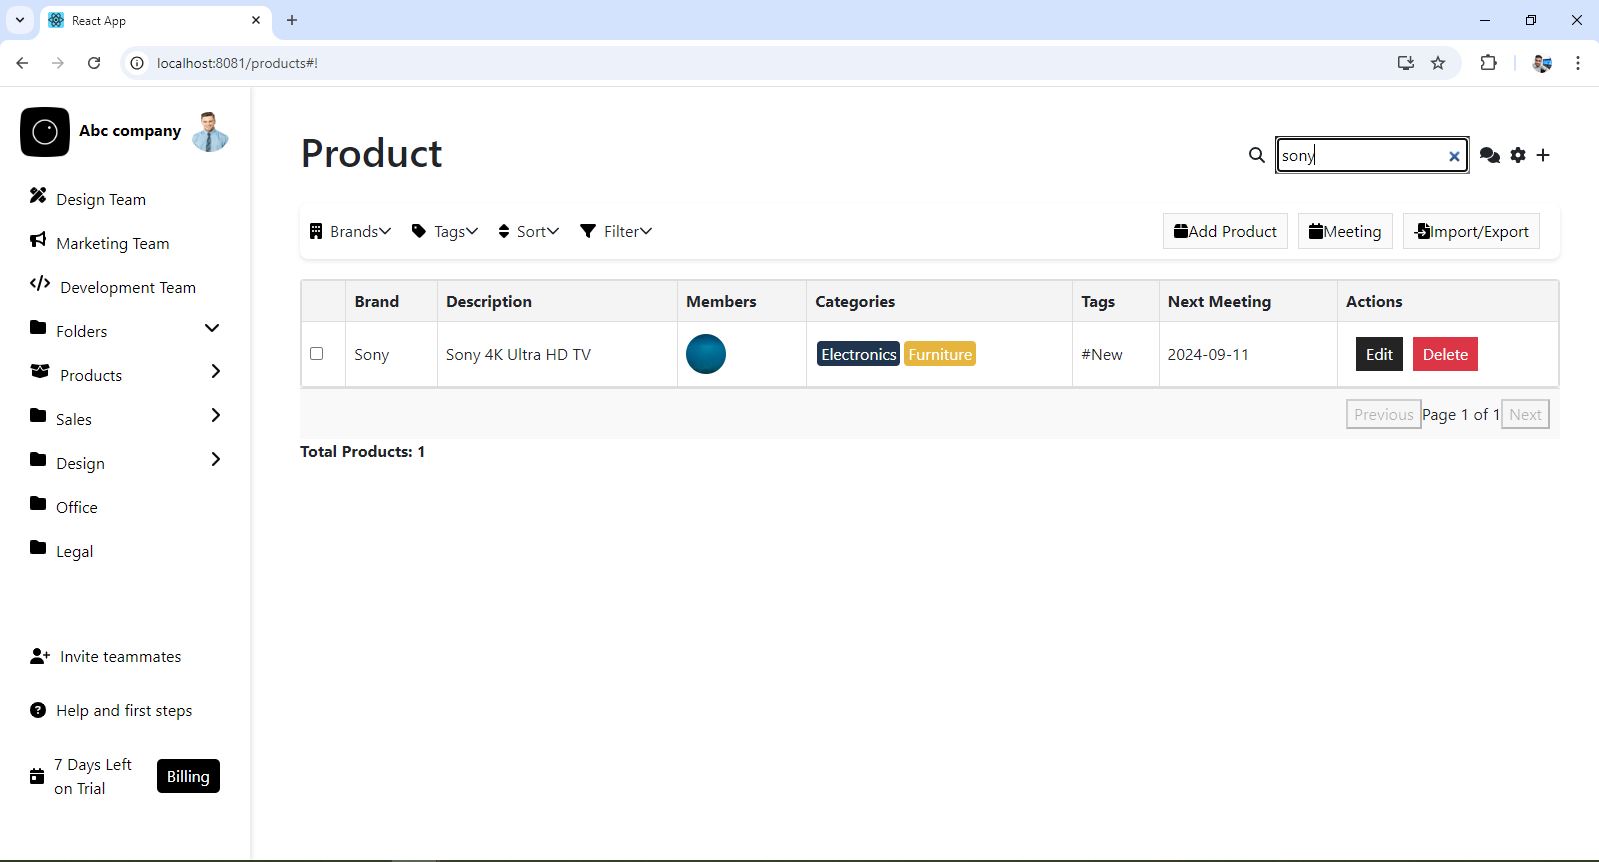 React App
localhost:8081/products#!
Abc company
Design Team
Marketing Team
Development Team
Folders
Products
Sales
Design
Office
Legal
Invite teammates
Help and first steps
7 Days Left
on Trial
Billing
Product
sony
Brands
Tags
Sort
Filter
Add Product
Meeting
Import/Export
Brand Description Members Categories Tags Next Meeting Actions
Sony Sony 4K Ultra HD TV Electronics Furniture #New 2024-09-11 Edit Delete
Previous Page 1 of 1 Next
Total Products: 1